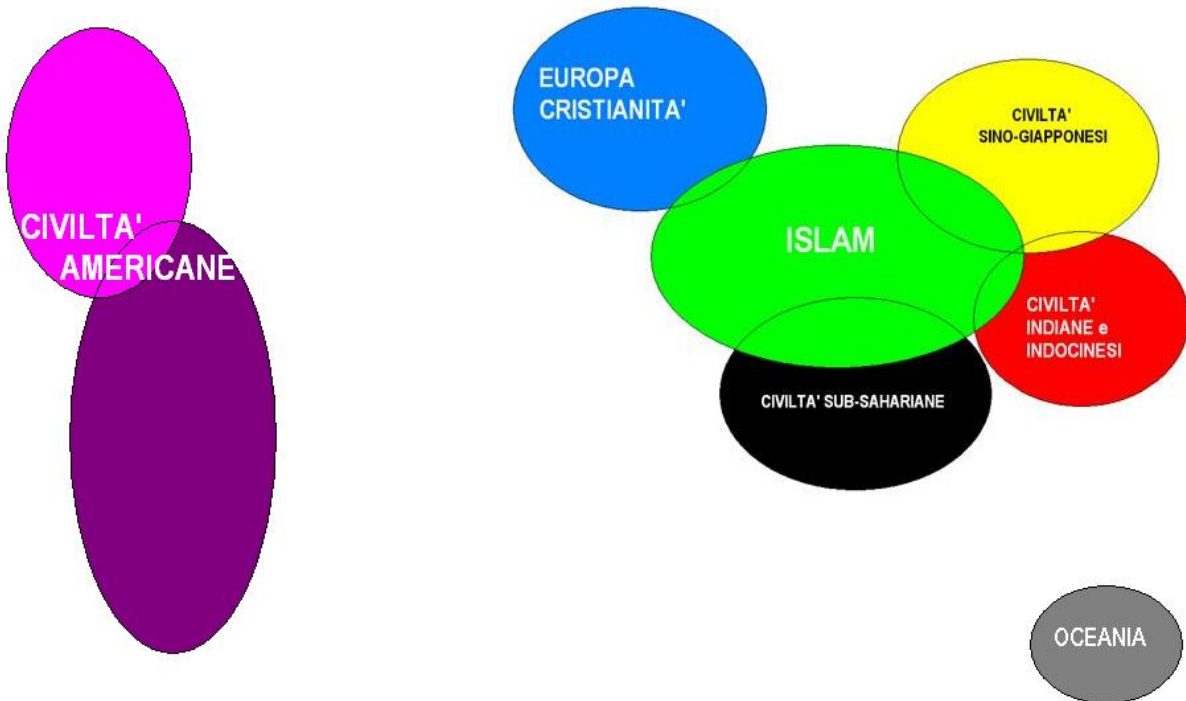 CIVILTA'
AMERICANE
EUROPA
CRISTIANITA'
ISLAM
CIVILTA'
SINO-GIAPPONESI
CIVILTA'
INDIANE e
INDOCINESI
CIVILTA' SUB-SAHARIANE
OCEANIA